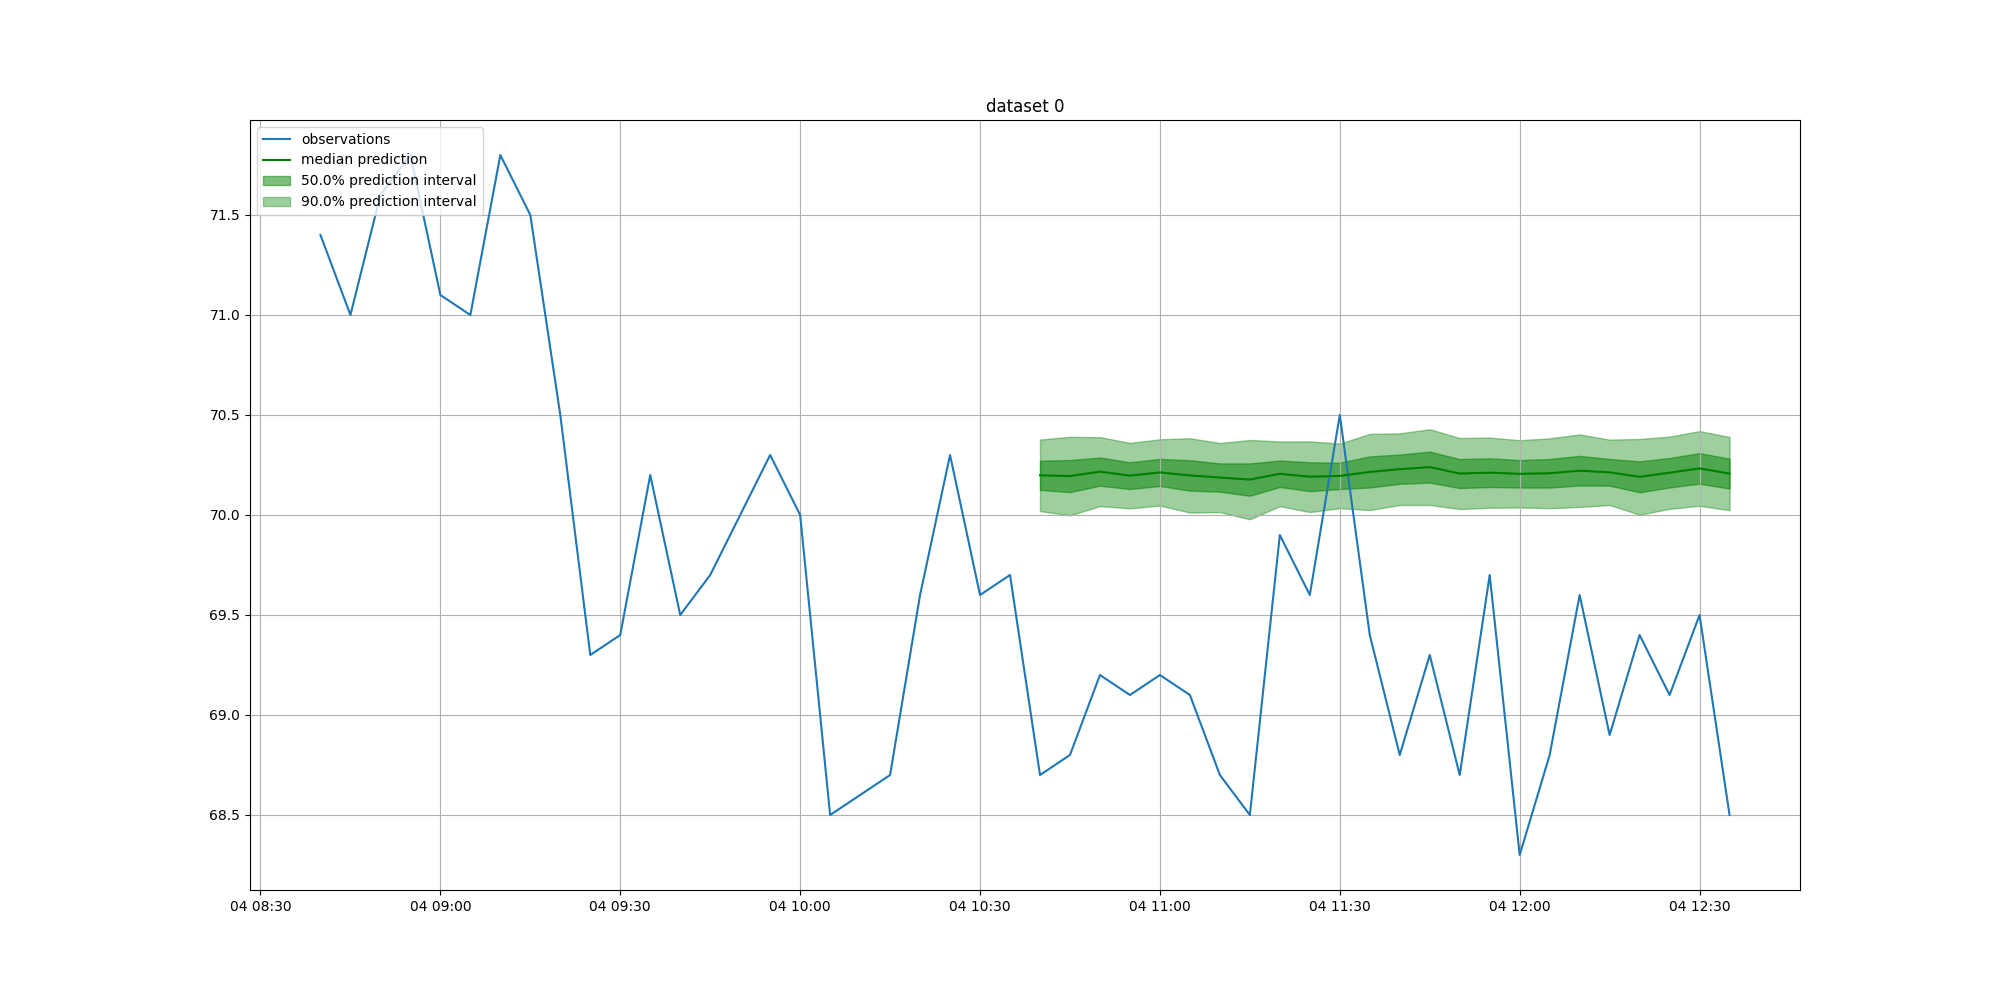 dataset 0
observations
median prediction
50.0% prediction interval
90.0% prediction interval
71.5
71.0
70.5
70.0
69.5
69.0
68.5
04 08:30 04 09:00 04 09:30 04 10:00 04 10:30 04 11:00 04 11:30 04 12:00 04 12:30